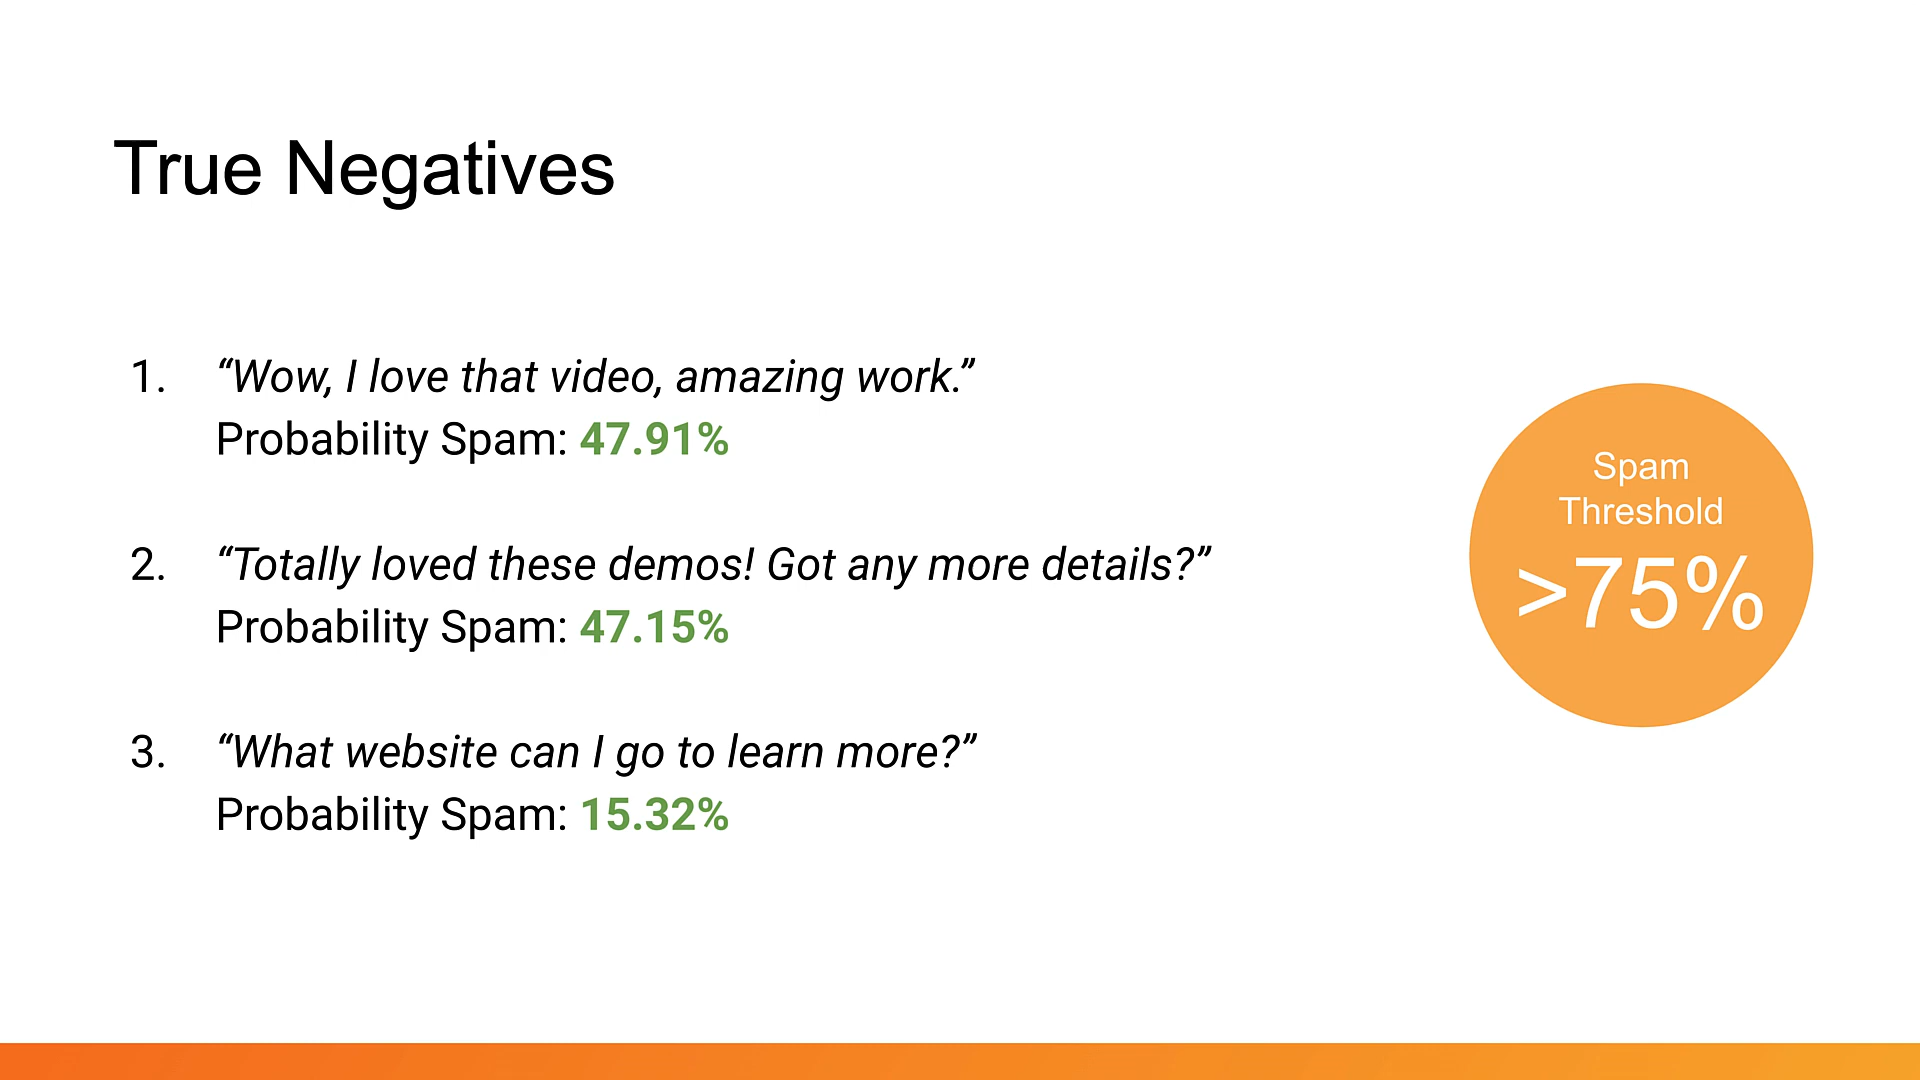 True Negatives
1. “Wow, I love that video, amazing work.”
Probability Spam: 47.91%
2. “Totally loved these demos! Got any more details?”
Probability Spam: 47.15%
3. “What website can I go to learn more?”
Probability Spam: 15.32%
Spam
Threshold
>75%